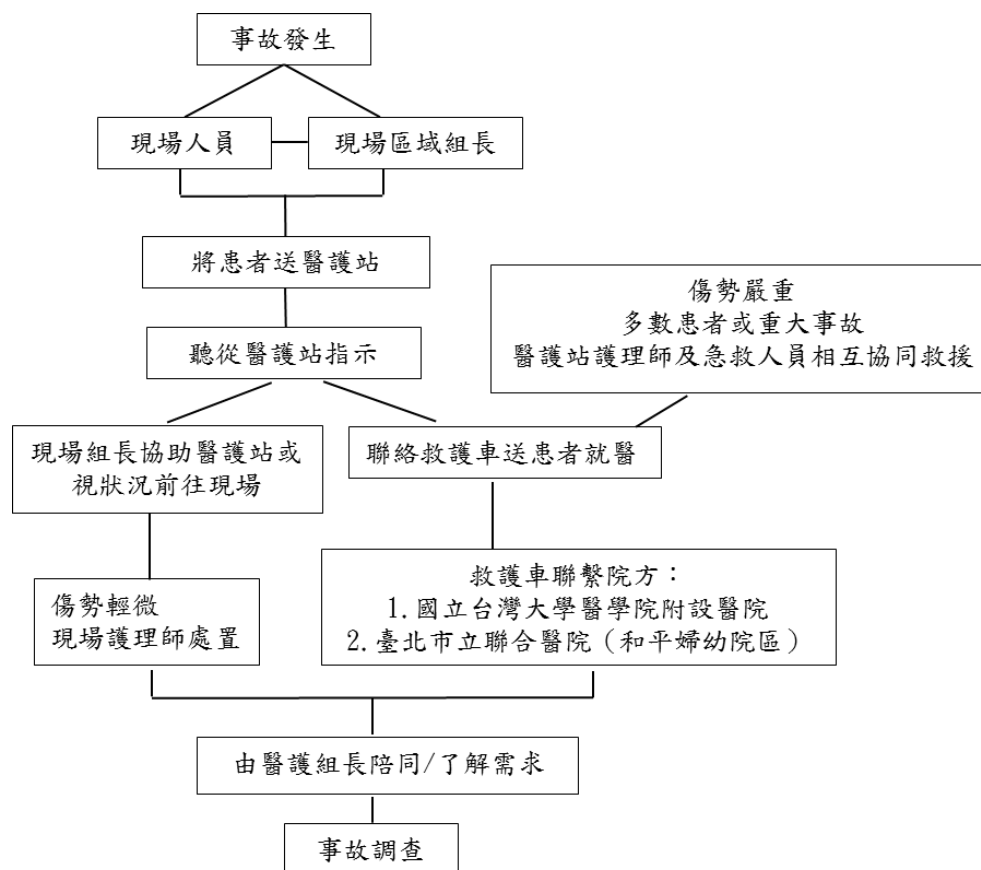 事故發生
現場人員
現場區域組長
將患者送醫護站
傷勢嚴重
多數患者或重大事故
醫護站護理師及急救人員相互協同救援
聽從醫護站指示
現場組長協助醫護站或
視狀況前往現場
聯絡救護車送患者就醫
傷勢輕微
現場護理師處置
救護車聯繫院方：
1.國立台灣大學醫學院附設醫院
2.臺北市立聯合醫院（和平婦幼院區）
由醫護組長陪同/了解需求
事故調查